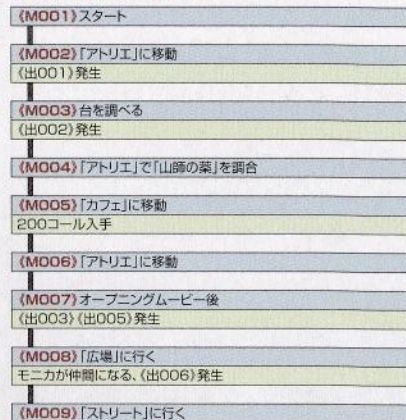 《M001》スタート
《M002》「アトリエ」に移動
《出001》発生
《M003》台を調べる
《出002》発生
《M004》「アトリエ」で「山師の薬」を調合
《M005》「カフェ」に移動
200コール入手
《M006》「アトリエ」に移動
《M007》オープニングムービー後
《出003》《出005》発生
《M008》「広場」に行く
モニカが仲間になる、《出006》発生
《M009》「ストリート」に行く